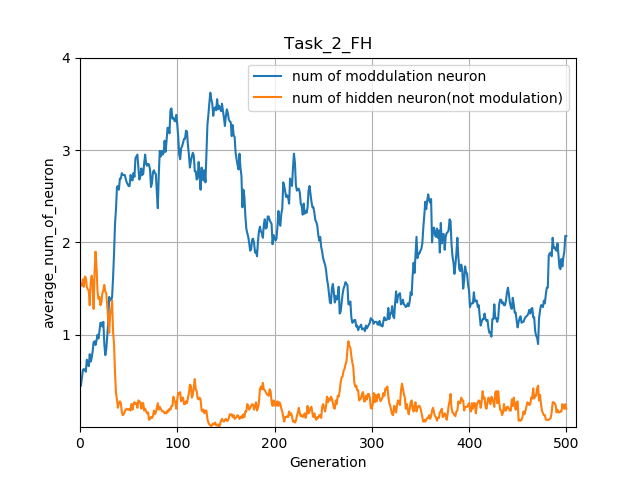 Task_2_FH
num of moddulation neuron
num of hidden neuron(not modulation)
average_num_of_neuron
4
3
2
1
0 100 200 300 400 500
Generation